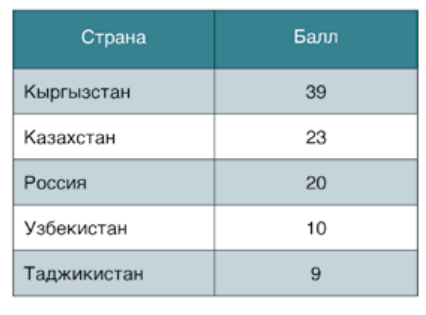 Страна Балл
Кыргызстан 39
Казахстан 23
Россия 20
Узбекистан 10
Таджикистан 9